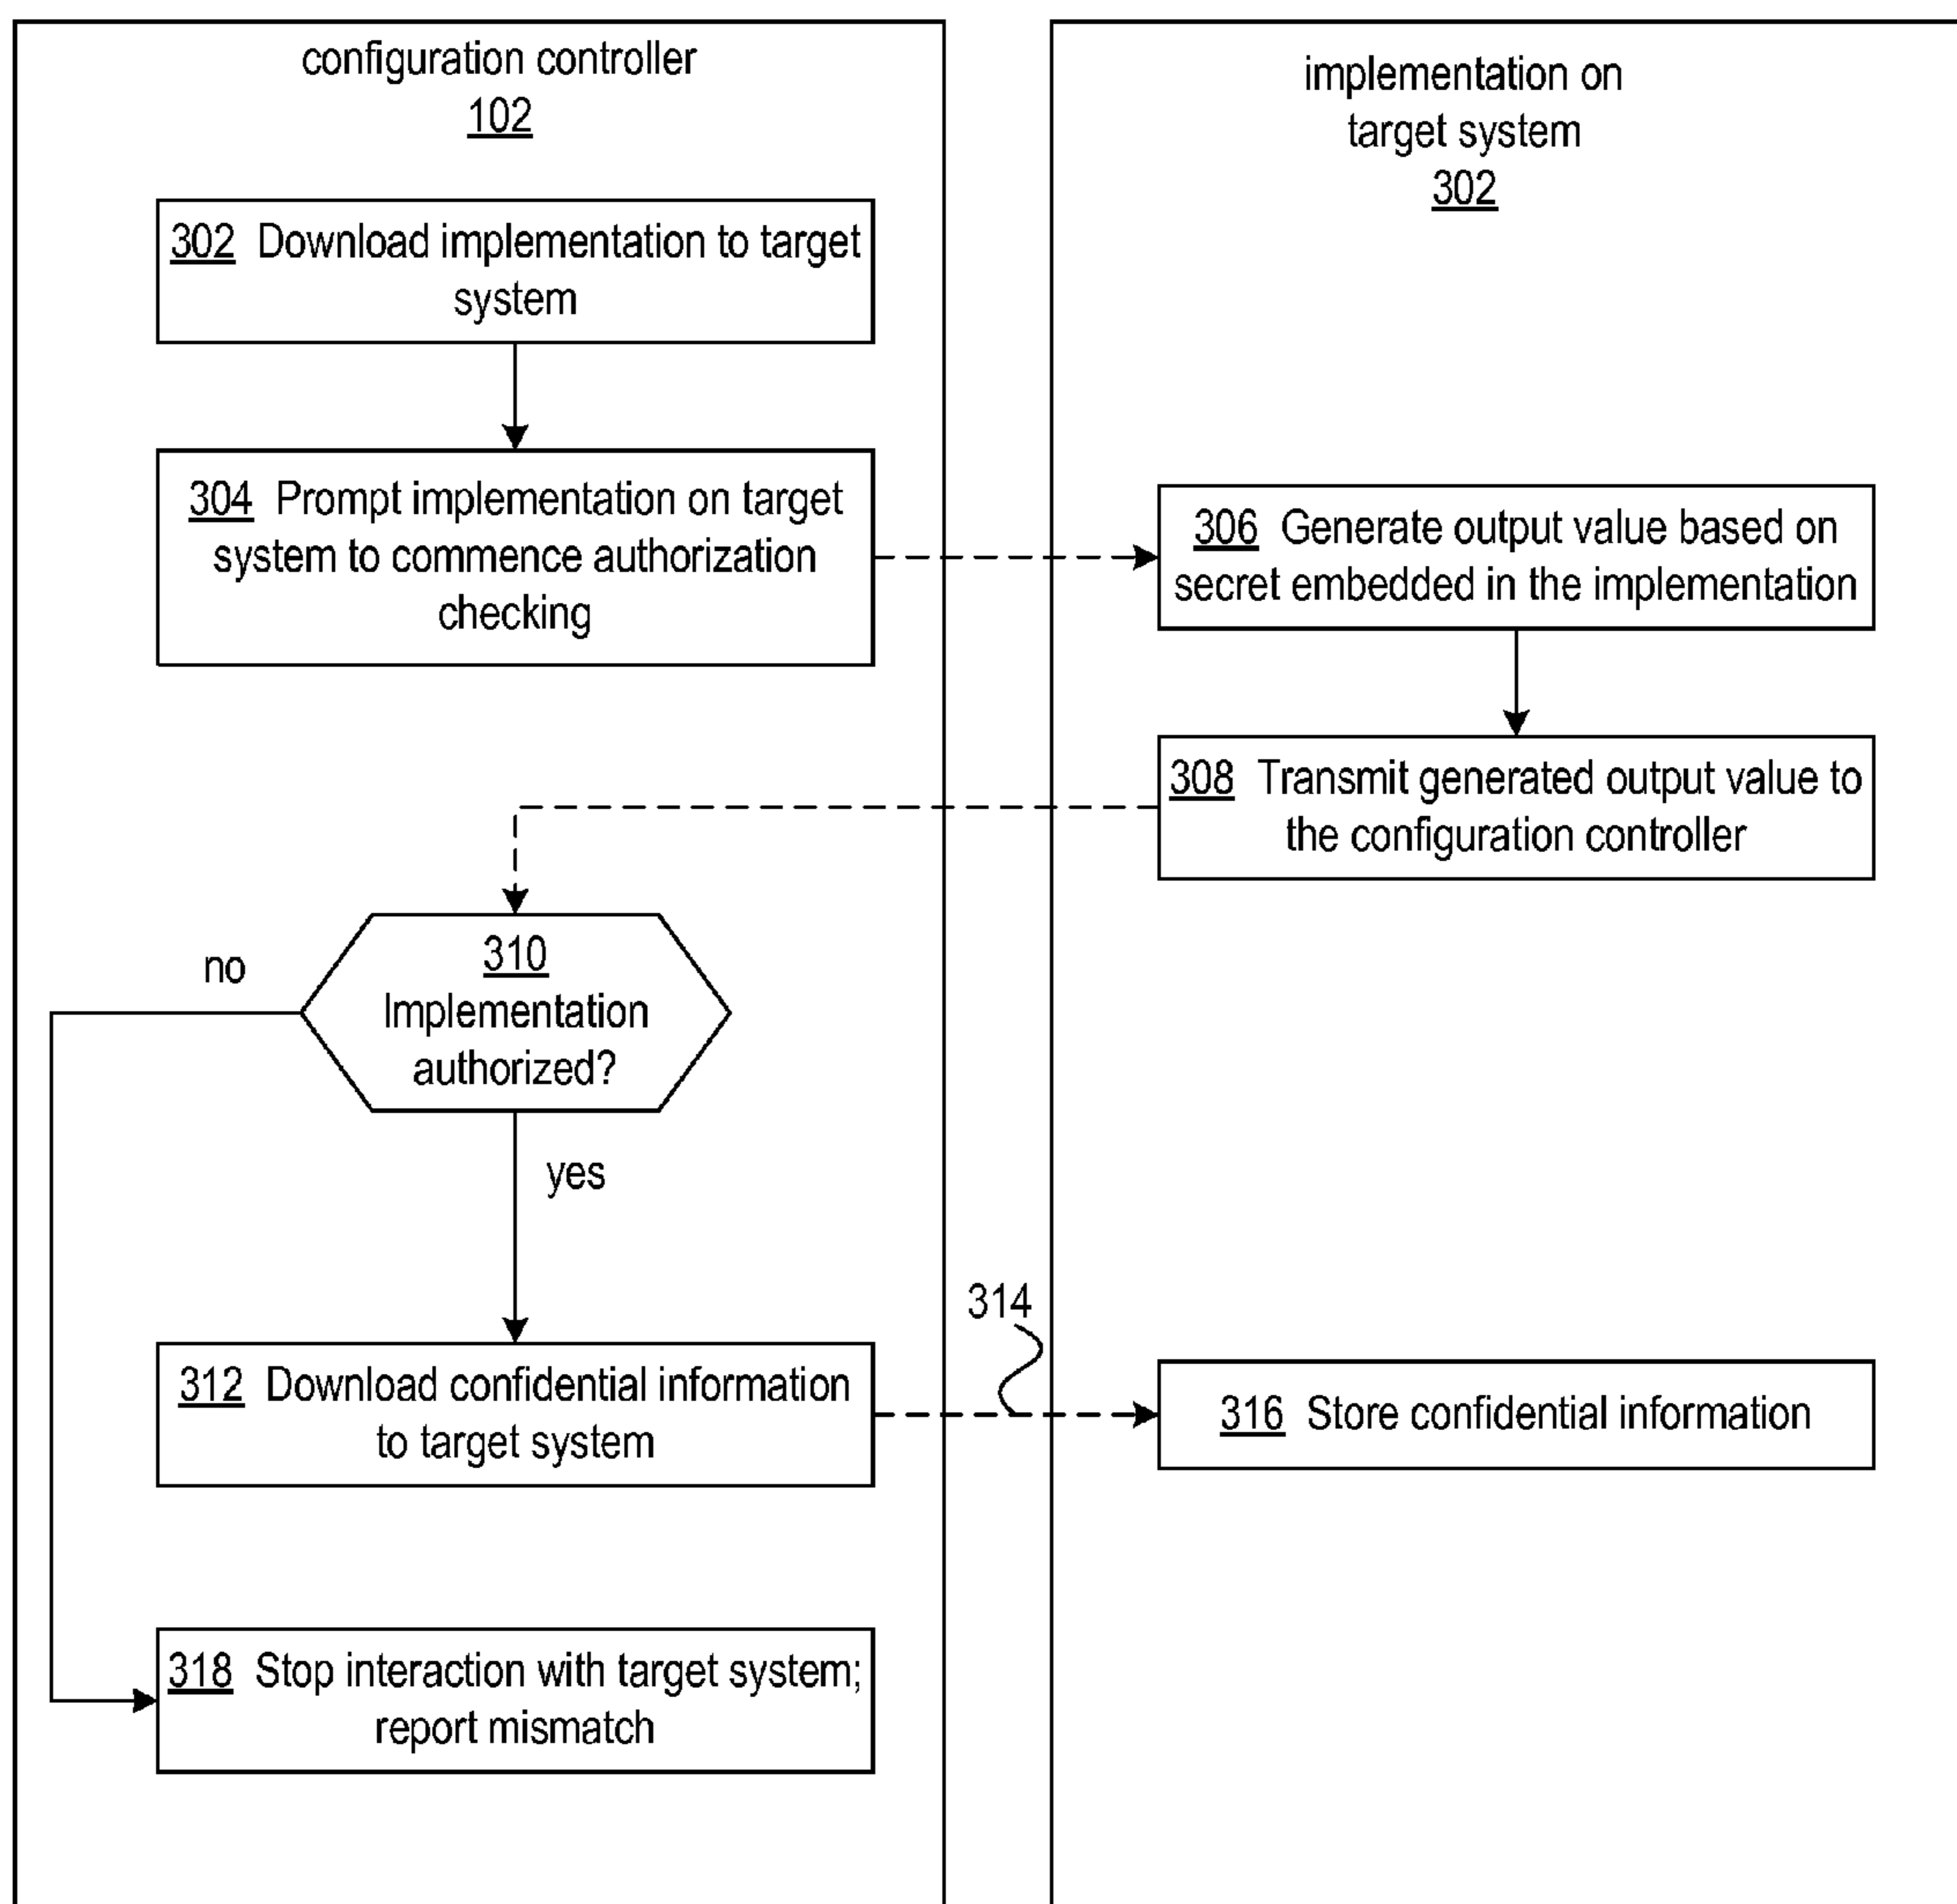 configuration controller
102
302 Download implementation to target
system
304 Prompt implementation on target
system to commence authorization
checking
no
310
Implementation
authorized?
yes
312 Download confidential information
to target system
318 Stop interaction with target system;
report mismatch
314
implementation on
target system
302
306 Generate output value based on
secret embedded in the implementation
308 Transmit generated output value to
the configuration controller
316 Store confidential information